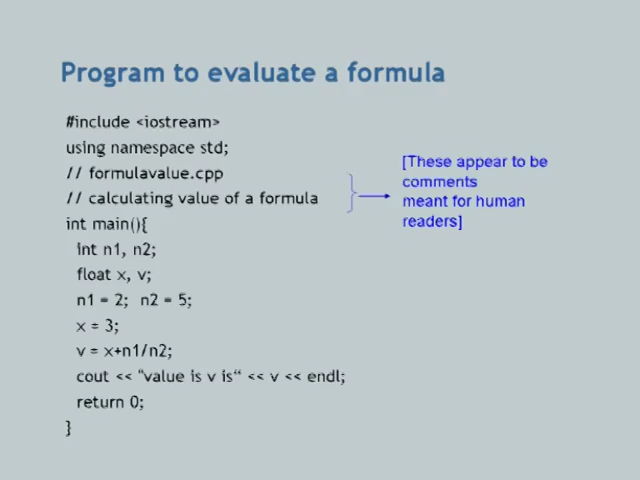 Program to evaluate a formula
#include <iostream>
using namespace std;
// formulavalue.cpp
// calculating value of a formula
int main(){
int n1, n2;
float x, v;
n1 = 2; n2 = 5;
x = 3;
v = x+n1/n2;
cout << "value is v is“ << v << endl;
return 0;
}
[These appear to be
comments
meant for human
readers]